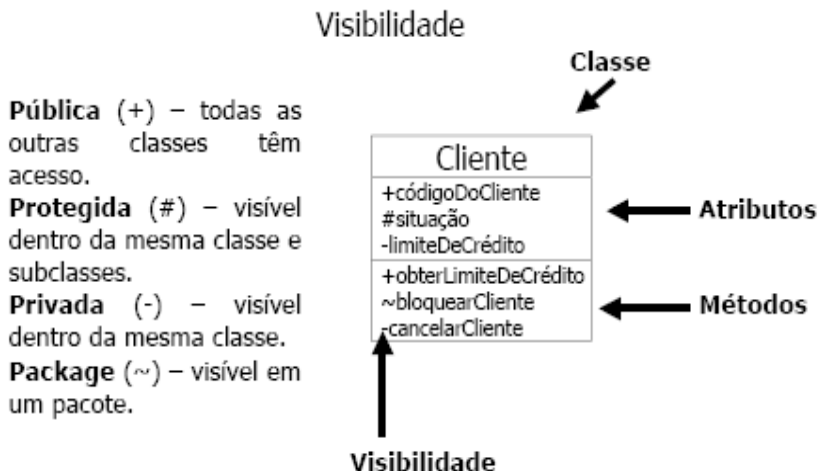 Visibilidade
Pública (+) – todas as
outras classes têm
acesso.
Protegida (#) – visível
dentro da mesma classe e
subclasses.
Privada (-) – visível
dentro da mesma classe.
Package (~) – visível em
um pacote.
Classe
Cliente
+códigoDoCliente
#situação
-limiteDeCrédito
Atributos
+obterLimiteDeCrédito
~bloquearCliente
-cancelarCliente
Métodos
Visibilidade